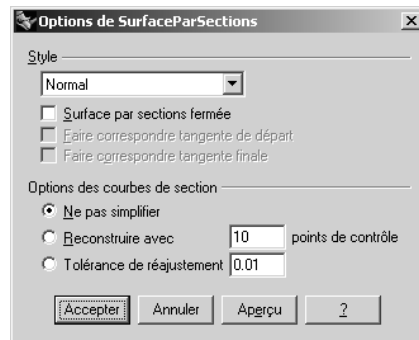 Options de SurfaceParSections
Style
Normal
Surface par sections fermée
Faire correspondre tangente de départ
Faire correspondre tangente finale
Options des courbes de section
Ne pas simplifier
Reconstruire avec 10 points de contrôle
Tolérance de réajustement 0.01
Accepter Annuler Aperçu ?